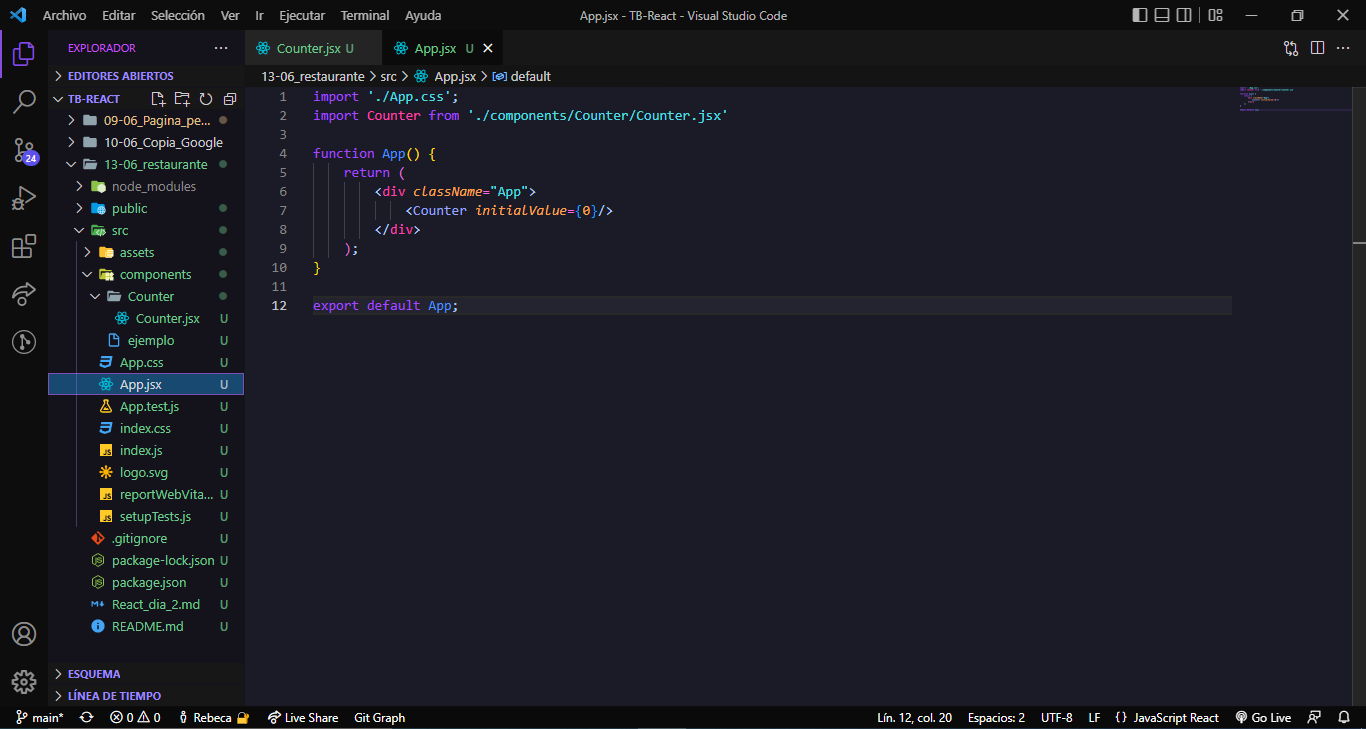 Archivo Editar Selección Ver Ir Ejecutar Terminal Ayuda
App.jsx - TB-React - Visual Studio Code
EXPLORADOR
EDITORES ABIERTOS
TB-REACT
09-06_Pagina_pe...
10-06_Copia_Google
13-06_restaurante
node_modules
public
src
assets
components
Counter
Counter.jsx U
ejemplo U
App.css U
App.jsx U
App.test.js U
index.css U
index.js U
logo.svg U
reportWebVita... U
setupTests.js U
.gitignore U
package-lock.json U
package.json U
React_dia_2.md U
README.md U
ESQUEMA
LÍNEA DE TIEMPO
24
Counter.jsx U App.jsx U
13-06_restaurante > src > App.jsx > default
1 import './App.css';
2 import Counter from './components/Counter/Counter.jsx'
3
4 function App() {
5 return (
6 <div className="App">
7 <Counter initialValue={0}/>
8 </div>
9 );
10 }
11
12 export default App;
main* 0 0 Rebeca Live Share Git Graph
Lín. 12, col. 20 Espacios: 2 UTF-8 LF {} JavaScript React Go Live